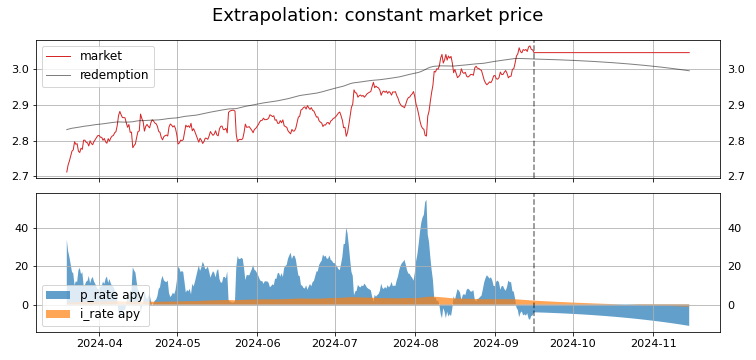 Extrapolation: constant market price
market
redemption
3.0 3.0
2.9 2.9
2.8 2.8
2.7 2.7
40 40
20 20
0 0
p_rate apy
i_rate apy
2024-04 2024-05 2024-06 2024-07 2024-08 2024-09 2024-10 2024-11